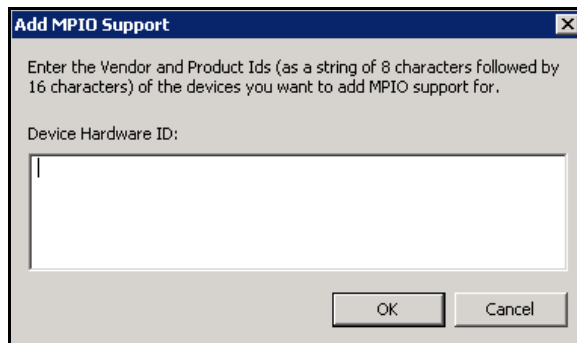 Add MPIO Support
Enter the Vendor and Product Ids (as a string of 8 characters followed by
16 characters) of the devices you want to add MPIO support for.
Device Hardware ID:
OK
Cancel